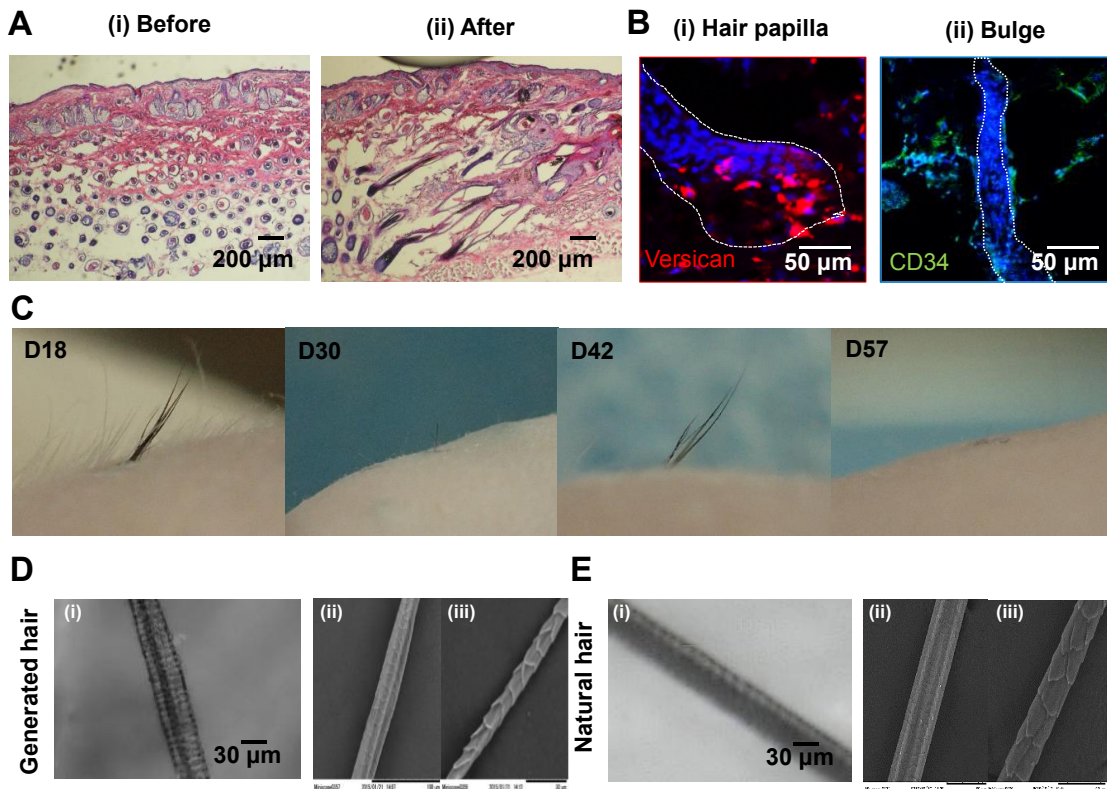 A
(i) Before
(ii) After
200 µm
200 µm
B
(i) Hair papilla
(ii) Bulge
Versican
50 µm
CD34
50 µm
C
D18
D30
D42
D57
D
Generated hair
(i)
30 µm
(ii)
(iii)
E
Natural hair
(i)
30 µm
(ii)
(iii)